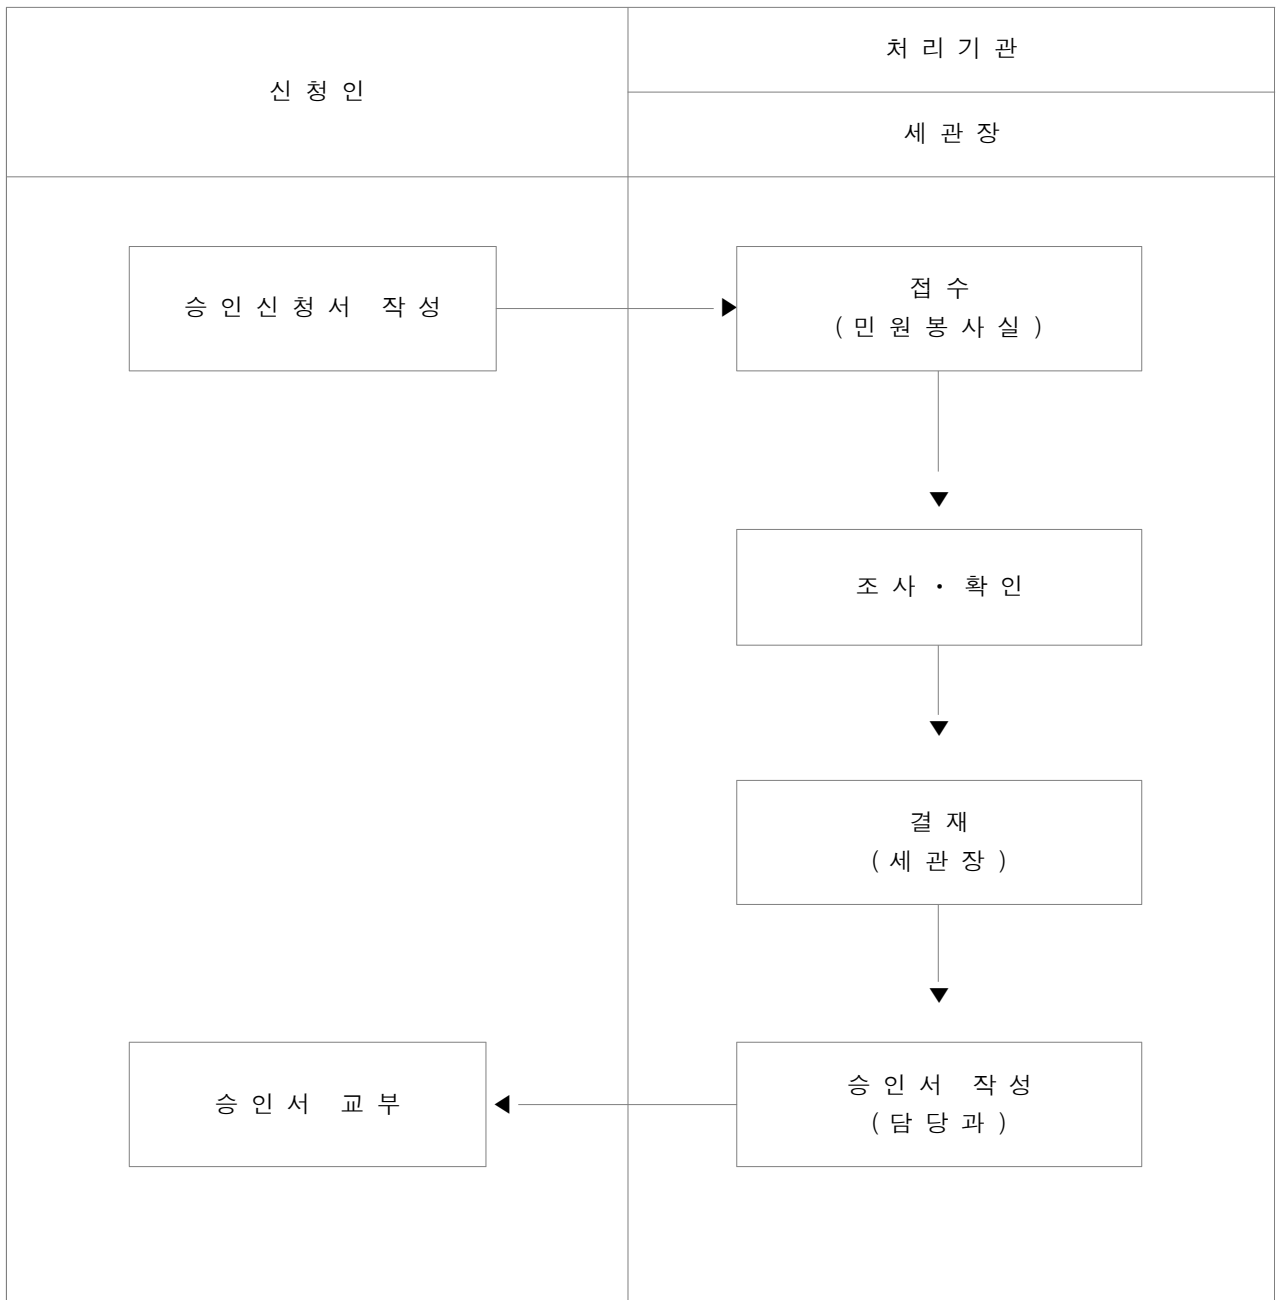 신청인
처리기관
세관장
승인신청서 작성
접수
(민원봉사실)
조사・확인
결재
(세관장)
승인서 작성
(담당과)
승인서 교부